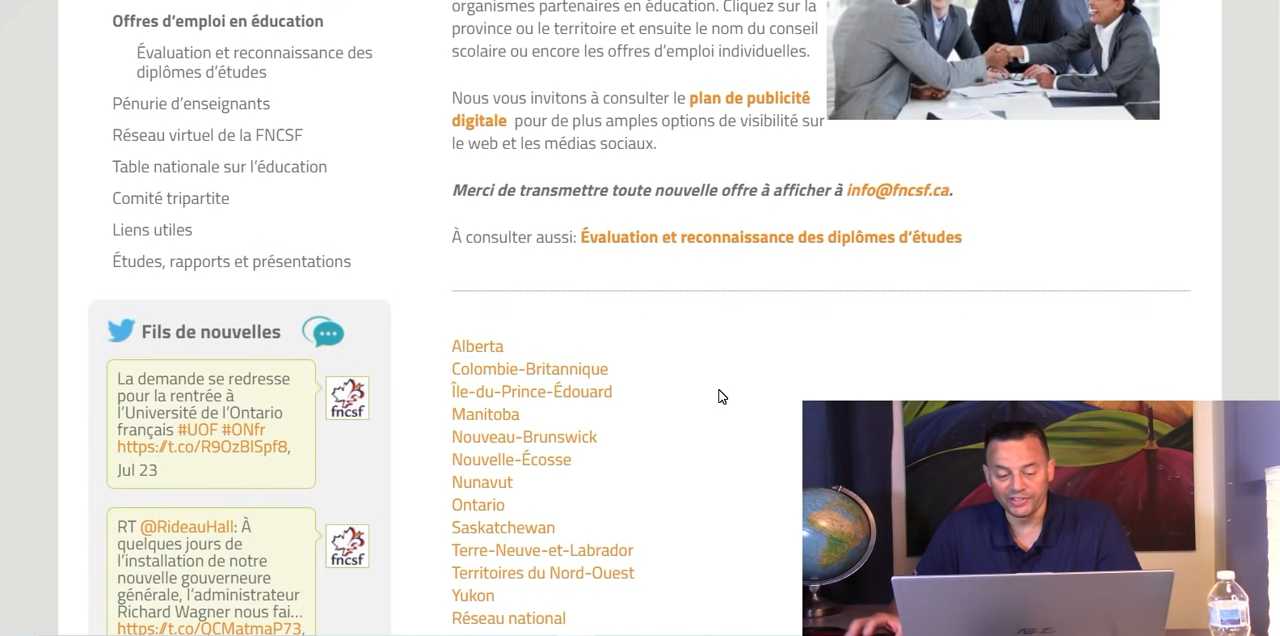 Offres d'emploi en éducation
Évaluation et reconnaissance des
diplômes d'études
Pénurie d'enseignants
Réseau virtuel de la FNCSF
Table nationale sur l'éducation
Comité tripartite
Liens utiles
Études, rapports et présentations
Fils de nouvelles
La demande se redresse
pour la rentrée à
l'Université de l'Ontario
français #UOF #ONfr
https://t.co/R9OzBlSpf8,
Jul 23
fncsf
RT @RideauHall: À
quelques jours de
l'installation de notre
nouvelle gouverneure
générale, l'administrateur
Richard Wagner nous fai...
https://t.co/QCMatmaP73,
fncsf
organismes partenaires en éducation. Cliquez sur la
province ou le territoire et ensuite le nom du conseil
scolaire ou encore les offres d'emploi individuelles.
Nous vous invitons à consulter le plan de publicité
digitale pour de plus amples options de visibilité sur
le web et les médias sociaux.
Merci de transmettre toute nouvelle offre à afficher à info@fncsf.ca.
À consulter aussi: Évaluation et reconnaissance des diplômes d'études
Alberta
Colombie-Britannique
Île-du-Prince-Édouard
Manitoba
Nouveau-Brunswick
Nouvelle-Écosse
Nunavut
Ontario
Saskatchewan
Terre-Neuve-et-Labrador
Territoires du Nord-Ouest
Yukon
Réseau national